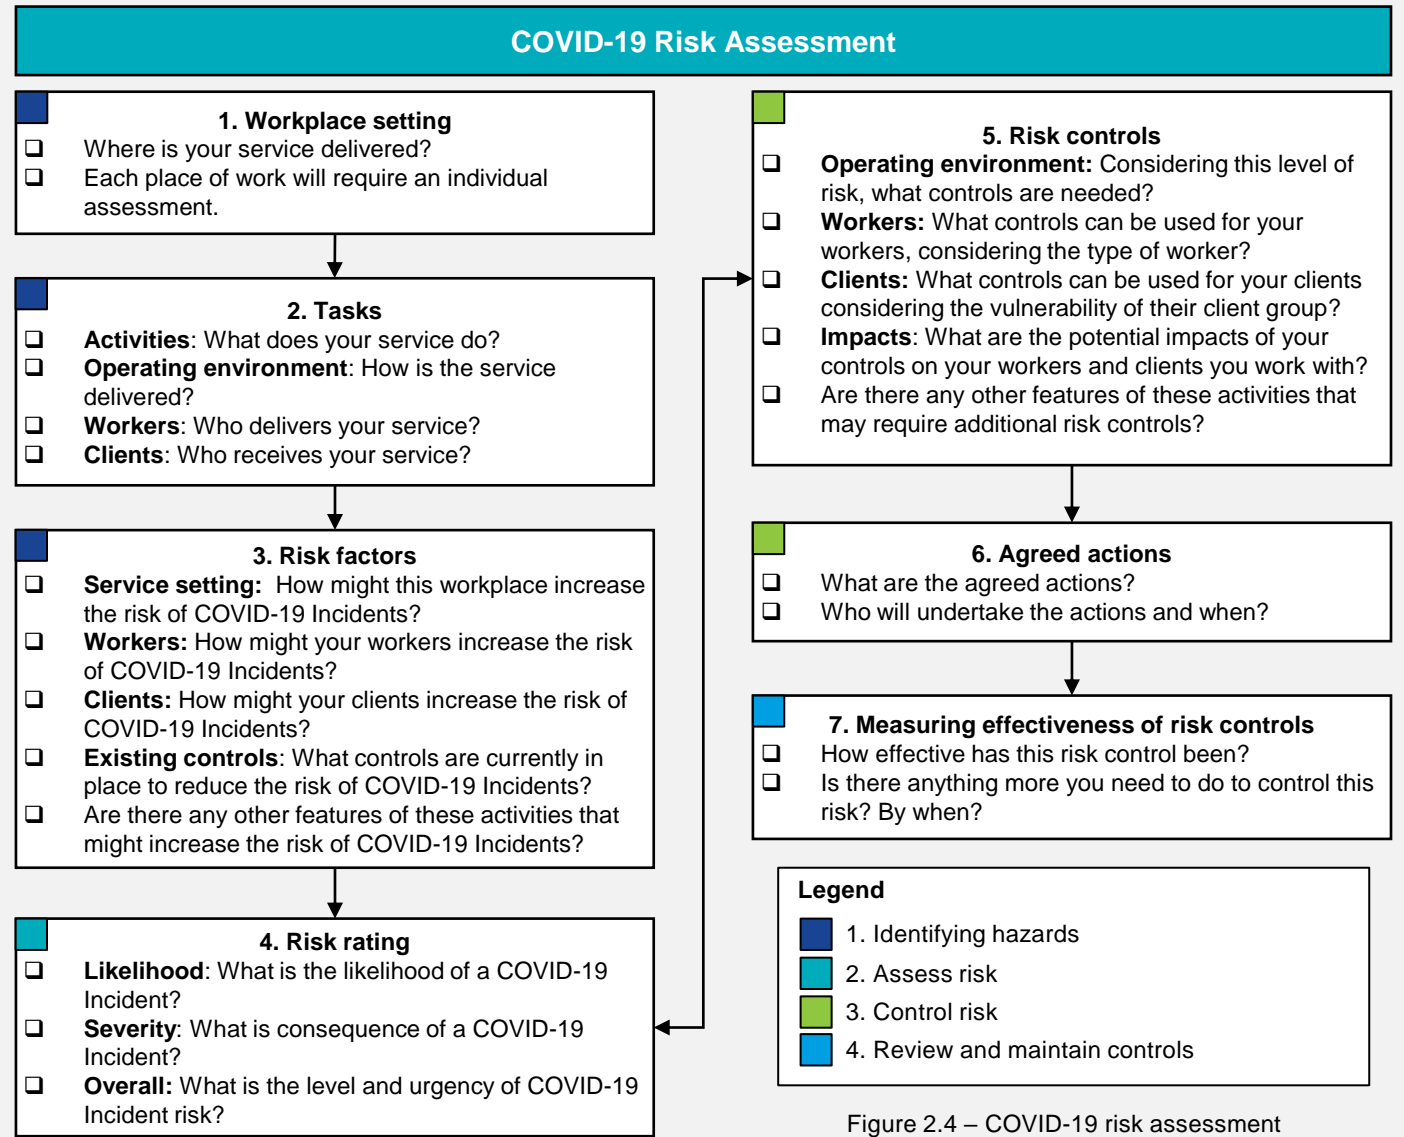 COVID-19 Risk Assessment
1. Workplace setting
❑ Where is your service delivered?
❑ Each place of work will require an individual
assessment.
2. Tasks
❑ Activities: What does your service do?
❑ Operating environment: How is the service
delivered?
❑ Workers: Who delivers your service?
❑ Clients: Who receives your service?
3. Risk factors
❑ Service setting: How might this workplace increase
the risk of COVID-19 Incidents?
❑ Workers: How might your workers increase the risk
of COVID-19 Incidents?
❑ Clients: How might your clients increase the risk of
COVID-19 Incidents?
❑ Existing controls: What controls are currently in
place to reduce the risk of COVID-19 Incidents?
❑ Are there any other features of these activities that
might increase the risk of COVID-19 Incidents?
4. Risk rating
❑ Likelihood: What is the likelihood of a COVID-19
Incident?
❑ Severity: What is consequence of a COVID-19
Incident?
❑ Overall: What is the level and urgency of COVID-19
Incident risk?
5. Risk controls
❑ Operating environment: Considering this level of
risk, what controls are needed?
❑ Workers: What controls can be used for your
workers, considering the type of worker?
❑ Clients: What controls can be used for your clients
considering the vulnerability of their client group?
❑ Impacts: What are the potential impacts of your
controls on your workers and clients you work with?
❑ Are there any other features of these activities that
may require additional risk controls?
6. Agreed actions
❑ What are the agreed actions?
❑ Who will undertake the actions and when?
7. Measuring effectiveness of risk controls
❑ How effective has this risk control been?
❑ Is there anything more you need to do to control this
risk? By when?
Legend
1. Identifying hazards
2. Assess risk
3. Control risk
4. Review and maintain controls
Figure 2.4 – COVID-19 risk assessment